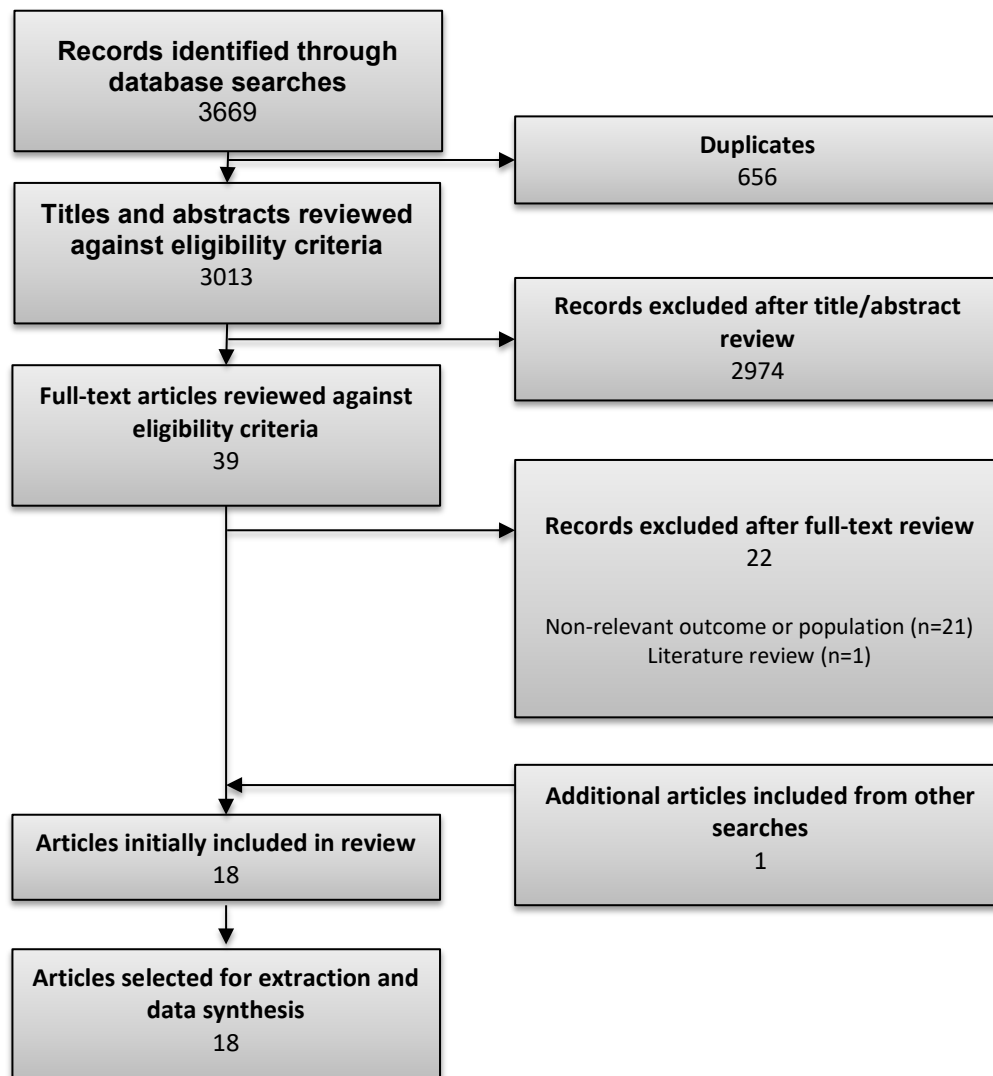 Records identified through
database searches
3669
Duplicates
656
Titles and abstracts reviewed
against eligibility criteria
3013
Records excluded after title/abstract
review
2974
Full-text articles reviewed against
eligibility criteria
39
Records excluded after full-text review
22
Non-relevant outcome or population (n=21)
Literature review (n=1)
Additional articles included from other
searches
1
Articles initially included in review
18
Articles selected for extraction and
data synthesis
18